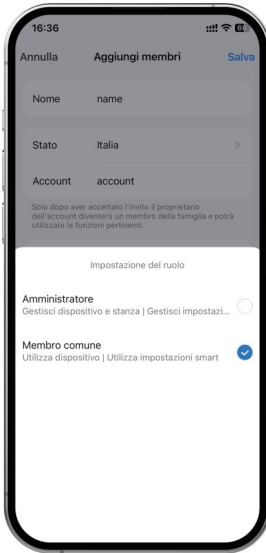 16:36
Annulla Aggiungi membri Salva
Nome name
Stato Italia
Account account
Solo dopo aver accettato l'invito il proprietario
dell'account diventerà un membro della famiglia e potrà
utilizzare le funzioni pertinenti.
Impostazione del ruolo
Amministratore
Gestisci dispositivo e stanza | Gestisci impostazi...
Membro comune
Utilizza dispositivo | Utilizza impostazioni smart